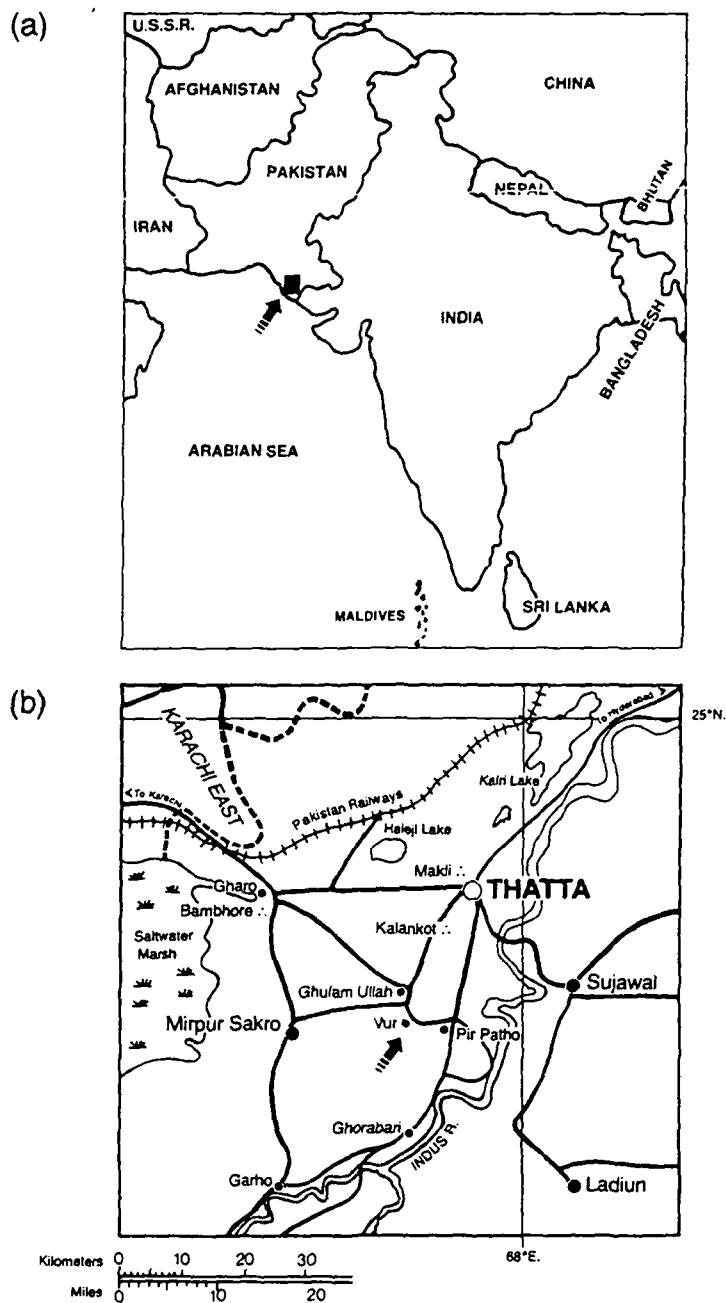 (a)
U.S.S.R.
AFGHANISTAN
CHINA
PAKISTAN
NEPAL
BHUTAN
IRAN
INDIA
BANGLADESH
ARABIAN SEA
MALDIVES
SRI LANKA
(b)
To Hyderabad
25°N.
KARACHI EAST
Kalri Lake
To Karachi
Pakistan Railways
Haleji Lake
Makli
THATTA
Gharo
Bambhore
Kalankot
Saltwater
Marsh
Sujawal
Ghulam Ullah
Vur
Mirpur Sakro
Pir Patho
Ghorabari
INDUS R.
Garho
Ladiun
68°E.
Kilometers 0 10 20 30
Miles 0 10 20